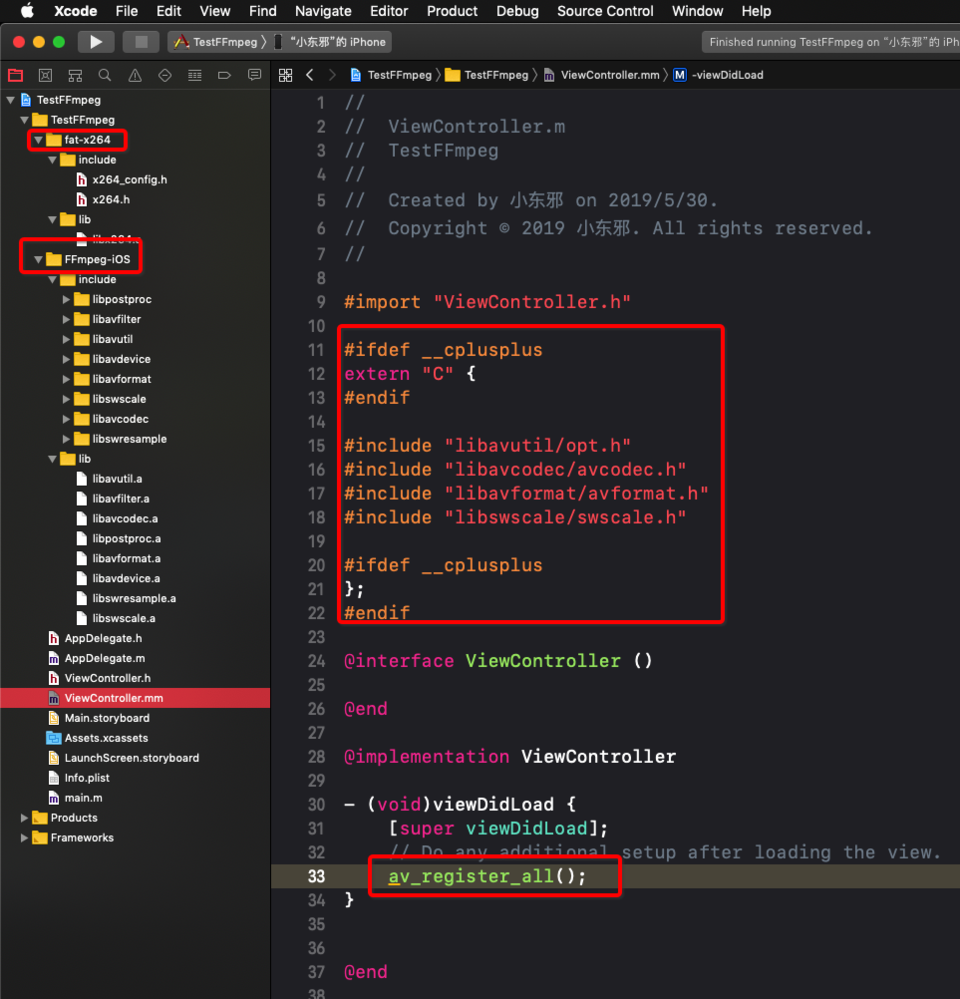 Xcode File Edit View Find Navigate Editor Product Debug Source Control Window Help
TestFFmpeg 〉 “小东邪”的 iPhone
Finished running TestFFmpeg on “小东邪”的 iPh
TestFFmpeg 〉 TestFFmpeg 〉 ViewController.mm 〉 M -viewDidLoad
TestFFmpeg
TestFFmpeg
fat-x264
include
x264_config.h
x264.h
lib
libx264.a
FFmpeg-iOS
include
libpostproc
libavfilter
libavutil
libavdevice
libavformat
libswscale
libavcodec
libswresample
lib
libavutil.a
libavfilter.a
libavcodec.a
libpostproc.a
libavformat.a
libavdevice.a
libswresample.a
libswscale.a
AppDelegate.h
AppDelegate.m
ViewController.h
ViewController.mm
Main.storyboard
Assets.xcassets
LaunchScreen.storyboard
Info.plist
main.m
Products
Frameworks
1 //
2 //  ViewController.m
3 //  TestFFmpeg
4 //
5 //  Created by 小东邪 on 2019/5/30.
6 //  Copyright © 2019 小东邪. All rights reserved.
7 //
8
9 #import "ViewController.h"
10
11 #ifdef __cplusplus
12 extern "C" {
13 #endif
14
15 #include "libavutil/opt.h"
16 #include "libavcodec/avcodec.h"
17 #include "libavformat/avformat.h"
18 #include "libswscale/swscale.h"
19
20 #ifdef __cplusplus
21 };
22 #endif
23
24 @interface ViewController ()
25
26 @end
27
28 @implementation ViewController
29
30 - (void)viewDidLoad {
31     [super viewDidLoad];
32     // Do any additional setup after loading the view.
33     av_register_all();
34 }
35
36
37 @end
38